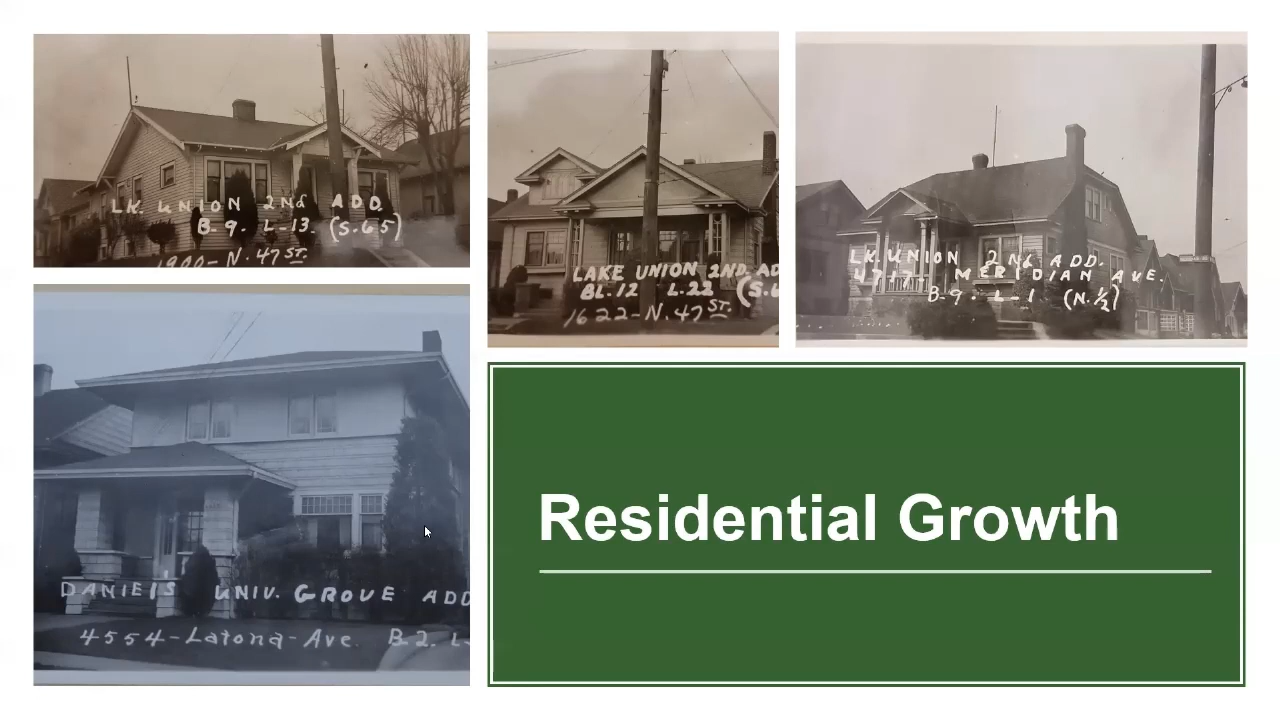 LK. UNION 2Nd ADD.
B-9. L-13. (S.65)
1900-N. 47 ST.
LAKE UNION 2ND. AD
BL.12 L-22 (S.6
1622-N. 47 ST.
LK. UNION 2Nd ADD.
4717- MERIDIAN AVE.
B-9- L-1 (N.½)
DANIELS UNIV. GROVE ADD
4554-Latona-Ave. B-2. L-
Residential Growth